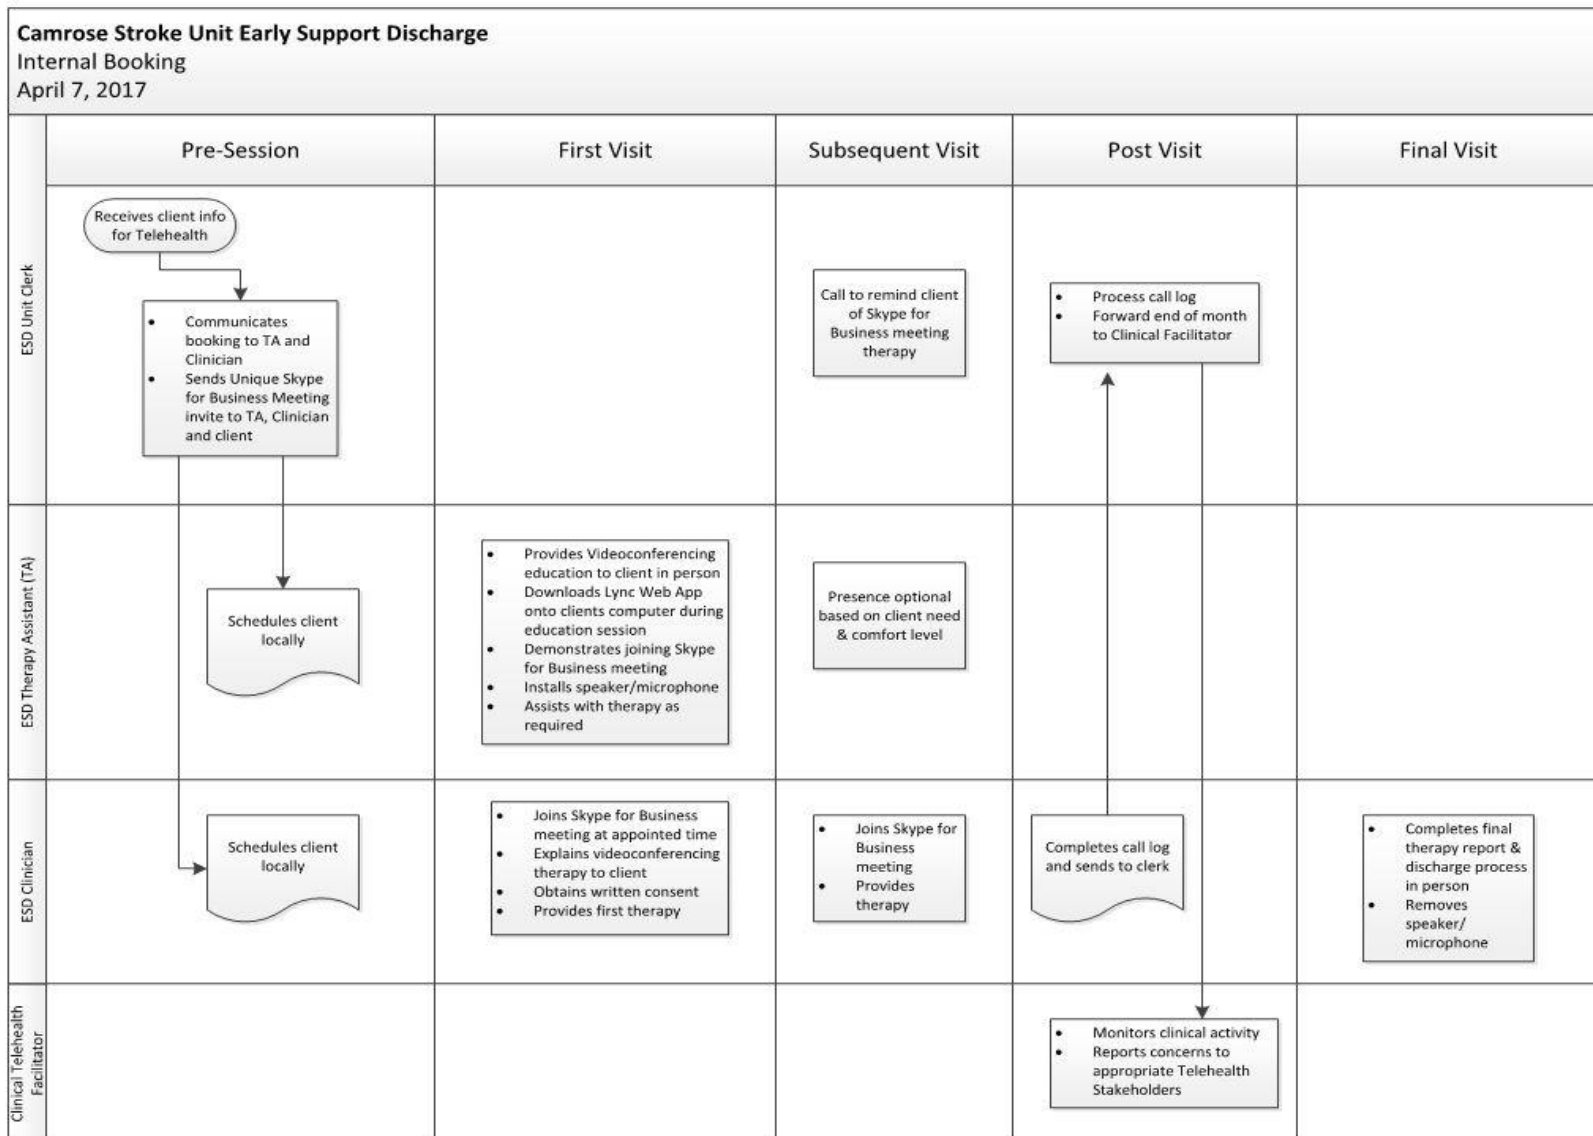 Camrose Stroke Unit Early Support Discharge
Internal Booking
April 7, 2017
Pre-Session
First Visit
Subsequent Visit
Post Visit
Final Visit
ESD Unit Clerk
Receives client info
for Telehealth
• Communicates
booking to TA and
Clinician
• Sends Unique Skype
for Business Meeting
invite to TA, Clinician
and client
Call to remind client
of Skype for
Business meeting
therapy
• Process call log
• Forward end of month
to Clinical Facilitator
ESD Therapy Assistant (TA)
Schedules client
locally
• Provides Videoconferencing
education to client in person
• Downloads Lync Web App
onto clients computer during
education session
• Demonstrates joining Skype
for Business meeting
• Installs speaker/microphone
• Assists with therapy as
required
Presence optional
based on client need
& comfort level
ESD Clinician
Schedules client
locally
• Joins Skype for Business
meeting at appointed time
• Explains videoconferencing
therapy to client
• Obtains written consent
• Provides first therapy
• Joins Skype for
Business
meeting
• Provides
therapy
Completes call log
and sends to clerk
• Completes final
therapy report &
discharge process
in person
• Removes
speaker/
microphone
Clinical Telehealth
Facilitator
• Monitors clinical activity
• Reports concerns to
appropriate Telehealth
Stakeholders